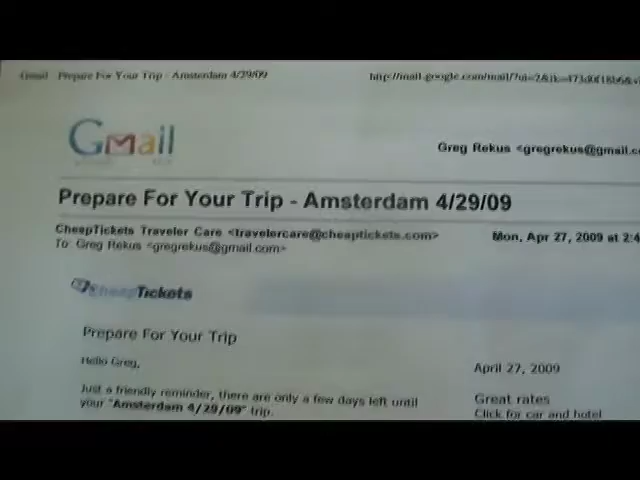 Gmail - Prepare For Your Trip - Amsterdam 4/29/09
Gmail
Greg Rekus <gregrekus@gmail.c
Prepare For Your Trip - Amsterdam 4/29/09
CheapTickets Traveler Care <travelercare@cheaptickets.com>
Mon, Apr 27, 2009 at 2:4
To: Greg Rekus <gregrekus@gmail.com>
CheapTickets
Prepare For Your Trip
Hello Greg,
April 27, 2009
Just a friendly reminder, there are only a few days left until
your "Amsterdam 4/29/09" trip.
Great rates
Click for car and hotel